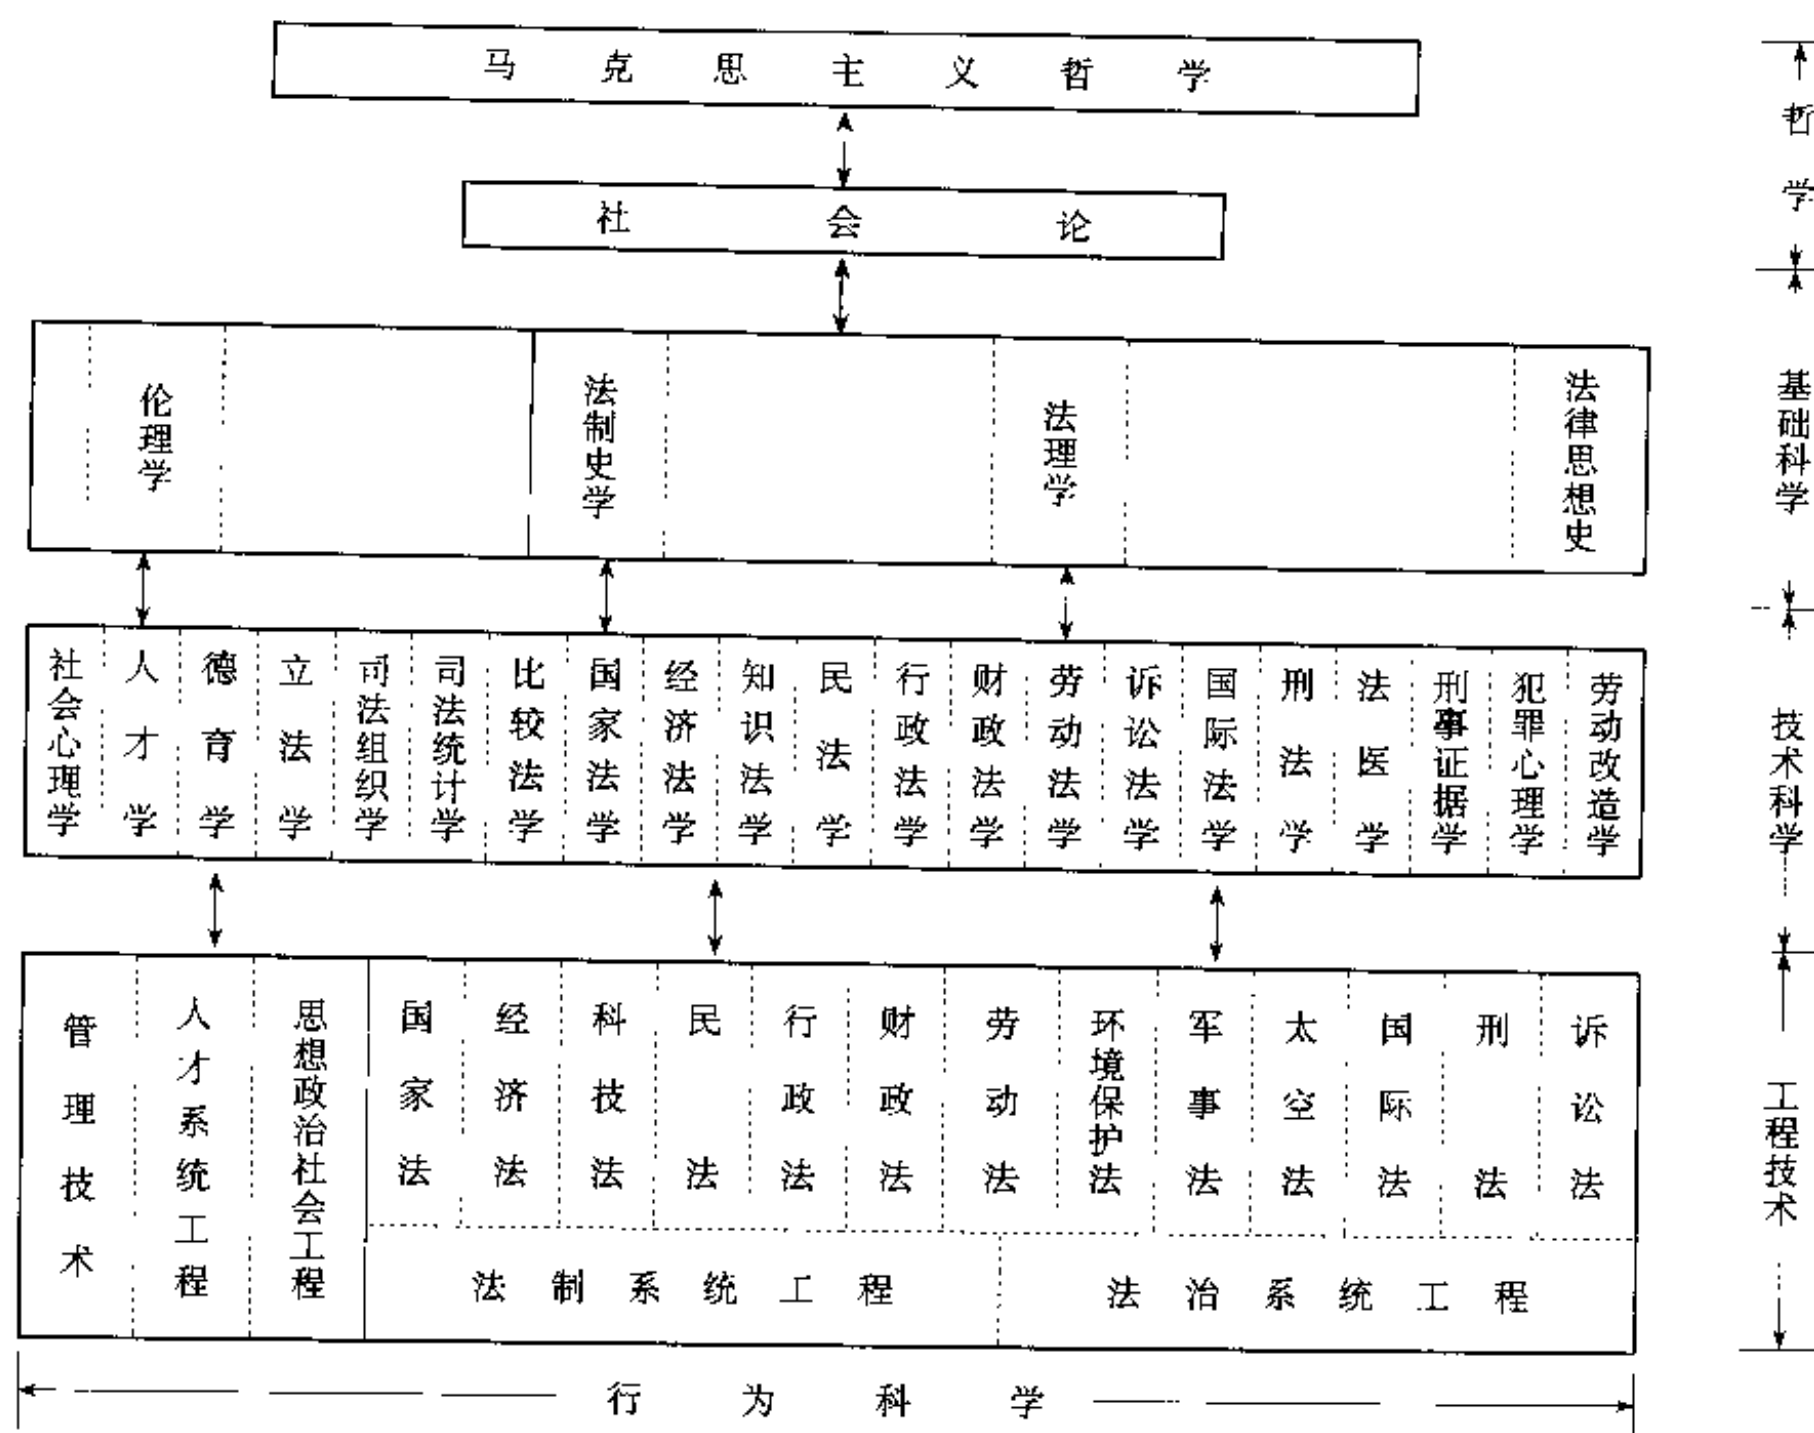 马克思主义哲学
社会论
伦理学
法制史学
法理学
法律思想史
社会心理学
人才学
德育学
立法学
司法组织学
司法统计学
比较法学
国家法学
经济法学
知识法学
民法学
行政法学
财政法学
劳动法学
诉讼法学
国际法学
刑法学
法医学
刑事证据学
犯罪心理学
劳动改造学
管理技术
人才系统工程
思想政治社会工程
国家法
经济法
科技法
民法
行政法
财政法
劳动法
环境保护法
军事法
太空法
国际法
刑法
诉讼法
法制系统工程
法治系统工程
行为科学
哲学
基础科学
技术科学
工程技术